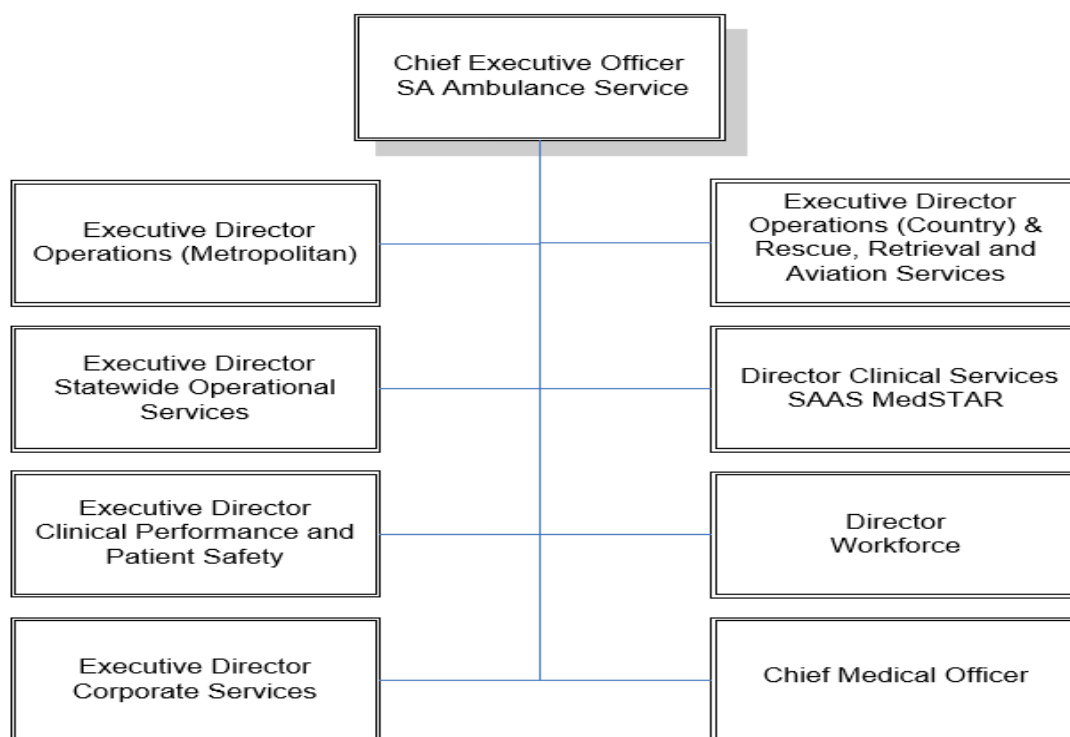 Chief Executive Officer
SA Ambulance Service
Executive Director
Operations (Metropolitan)
Executive Director
Operations (Country) &
Rescue, Retrieval and
Aviation Services
Executive Director
Statewide Operational
Services
Director Clinical Services
SAAS MedSTAR
Executive Director
Clinical Performance and
Patient Safety
Director
Workforce
Executive Director
Corporate Services
Chief Medical Officer